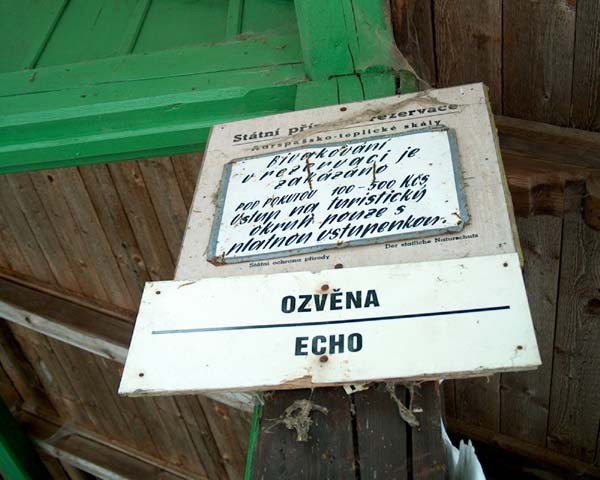 Státní přírodní rezervace
Adršpašsko-teplické skály
Bivakování
v rezervaci je
zakázáno
POD POKUTOU 100-500 Kčs
Vstup na turistický
okruh pouze s
platnou vstupenkou.
Státní ochrana přírody Der statliche Naturschutz
OZVĚNA
ECHO